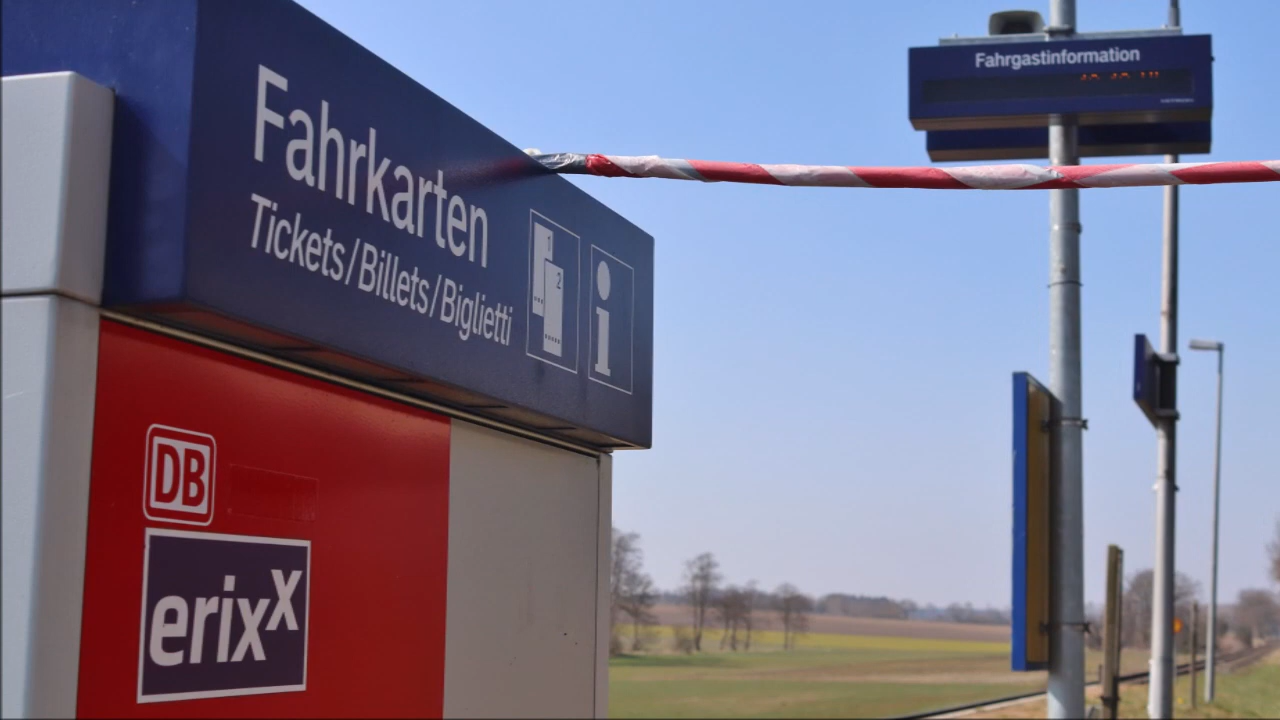 Fahrkarten
Tickets/Billets/Biglietti
1
2
i
DB
erixx
Fahrgastinformation